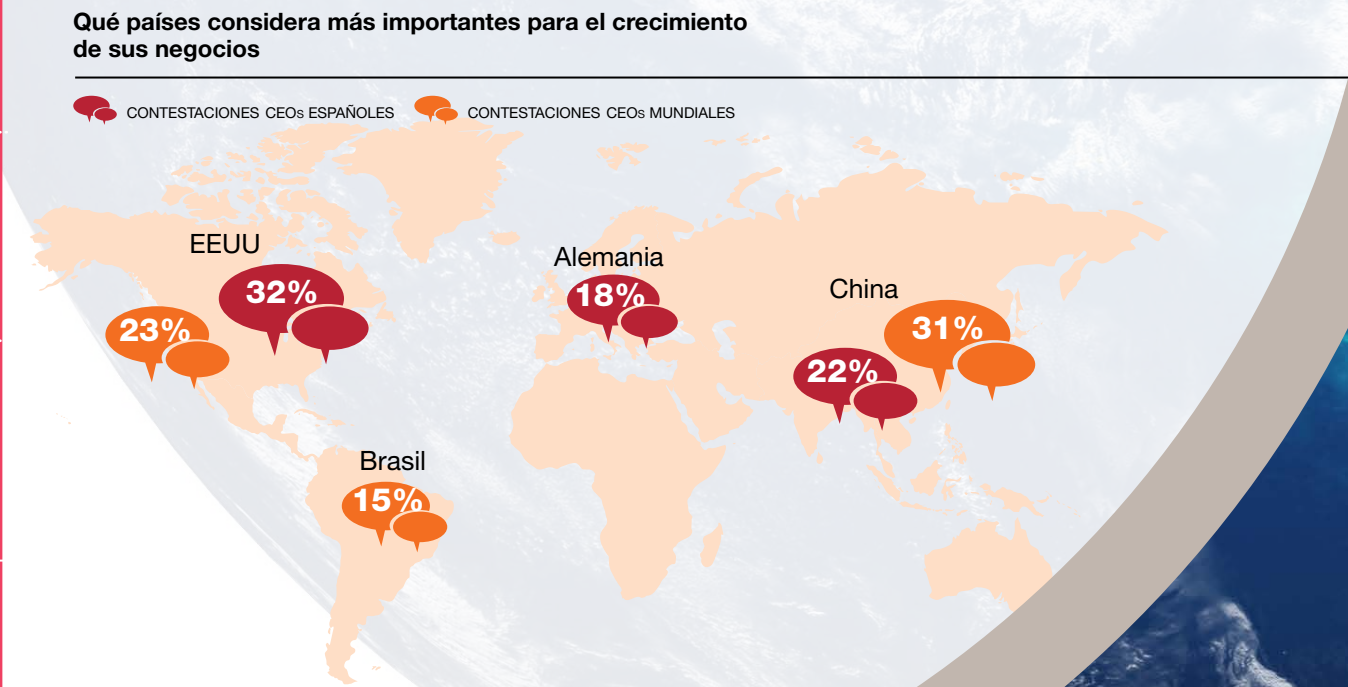 Qué países considera más importantes para el crecimiento
de sus negocios
CONTESTACIONES CEOs ESPAÑOLES
CONTESTACIONES CEOs MUNDIALES
EEUU
32%
23%
Alemania
18%
China
31%
22%
Brasil
15%